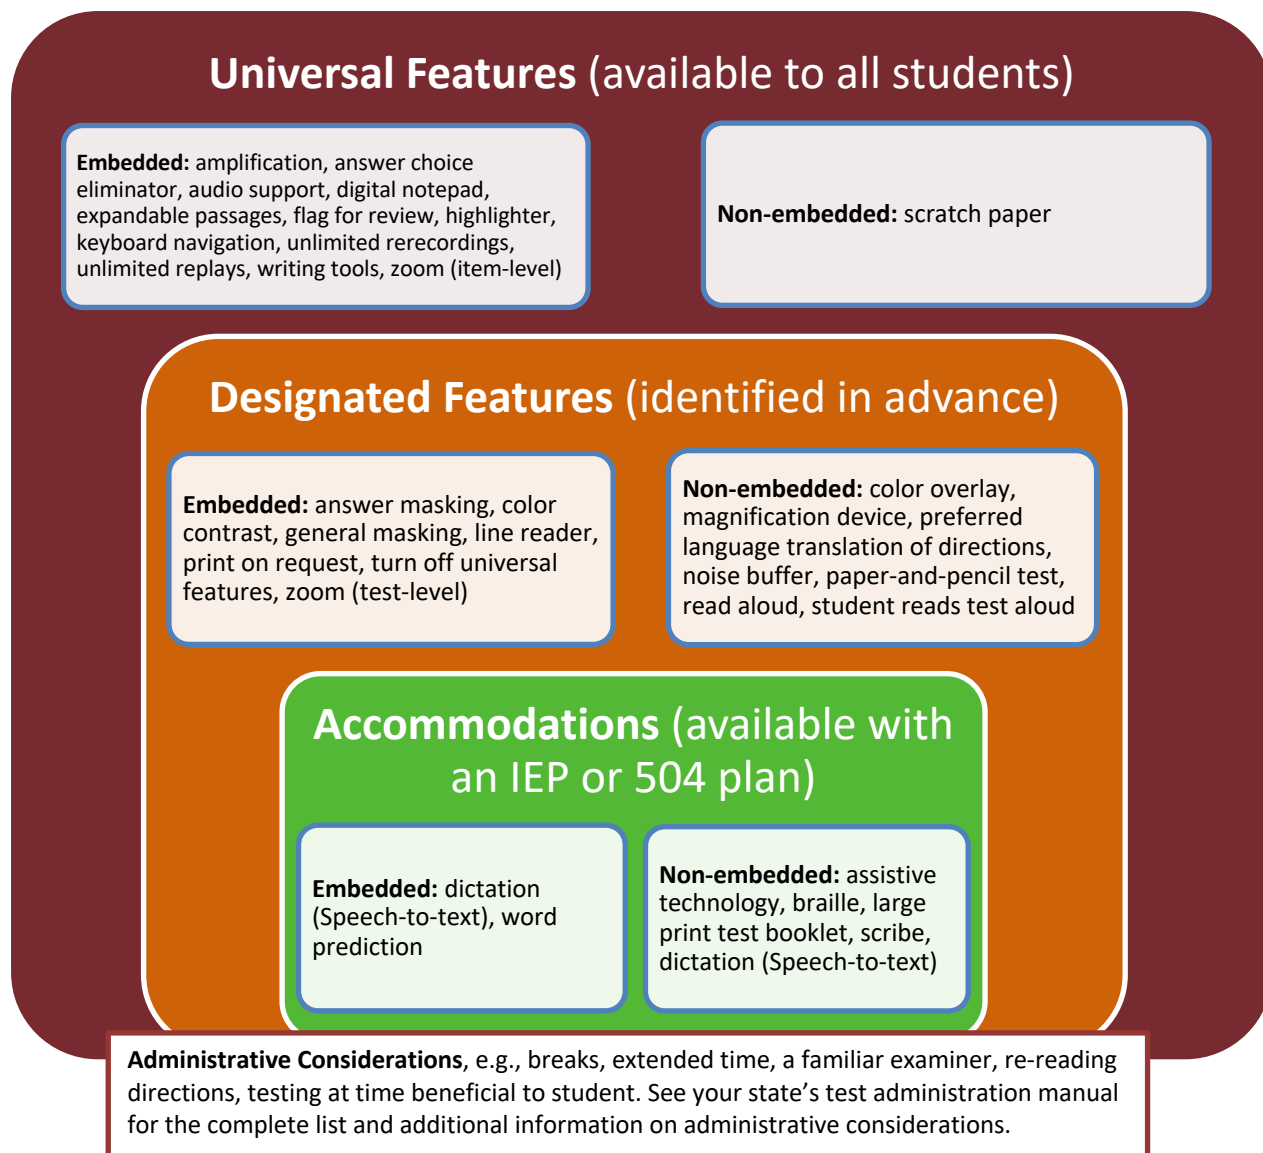 Universal Features (available to all students)
Embedded: amplification, answer choice
eliminator, audio support, digital notepad,
expandable passages, flag for review, highlighter,
keyboard navigation, unlimited rerecordings,
unlimited replays, writing tools, zoom (item-level)
Non-embedded: scratch paper
Designated Features (identified in advance)
Embedded: answer masking, color
contrast, general masking, line reader,
print on request, turn off universal
features, zoom (test-level)
Non-embedded: color overlay,
magnification device, preferred
language translation of directions,
noise buffer, paper-and-pencil test,
read aloud, student reads test aloud
Accommodations (available with
an IEP or 504 plan)
Embedded: dictation
(Speech-to-text), word
prediction
Non-embedded: assistive
technology, braille, large
print test booklet, scribe,
dictation (Speech-to-text)
Administrative Considerations, e.g., breaks, extended time, a familiar examiner, re-reading
directions, testing at time beneficial to student. See your state’s test administration manual
for the complete list and additional information on administrative considerations.